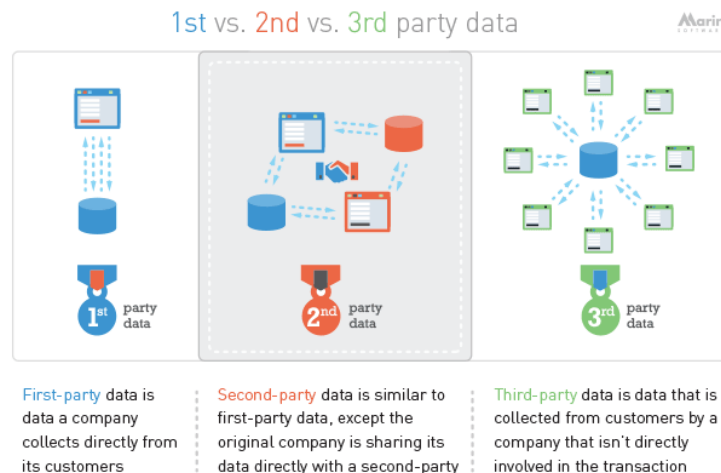 1st vs. 2nd vs. 3rd party data
Marin
SOFTWARE
1st party
data
2nd party
data
3rd party
data
First-party data is
data a company
collects directly from
its customers
Second-party data is similar to
first-party data, except the
original company is sharing its
data directly with a second-party
Third-party data is data that is
collected from customers by a
company that isn't directly
involved in the transaction